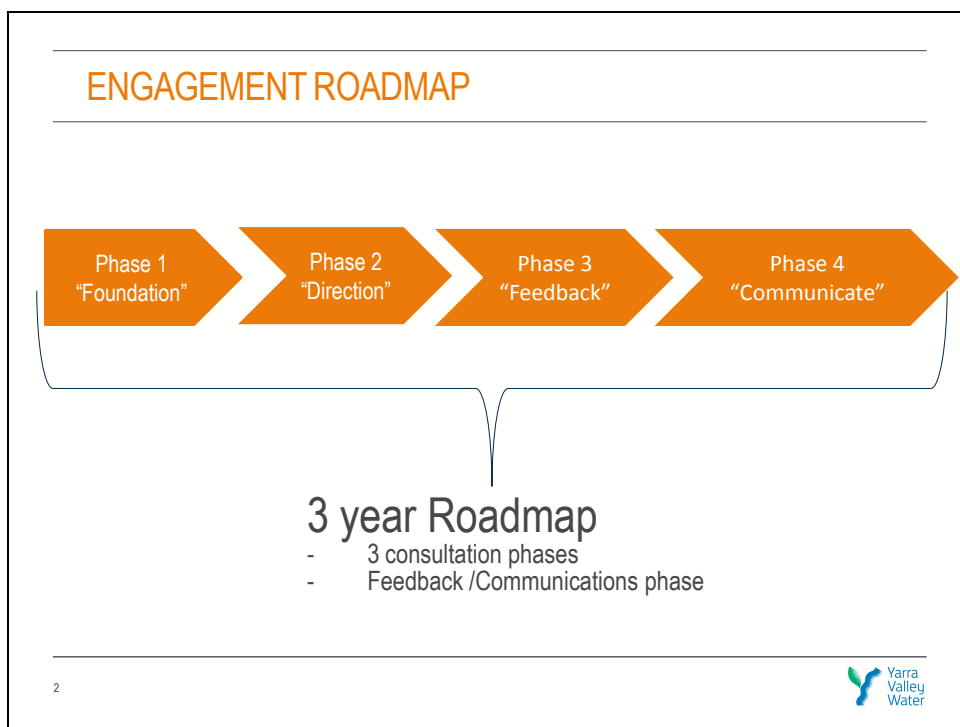 ENGAGEMENT ROADMAP
Phase 1
“Foundation”
Phase 2
“Direction”
Phase 3
“Feedback”
Phase 4
“Communicate”
3 year Roadmap
- 3 consultation phases
- Feedback /Communications phase
2
Yarra
Valley
Water